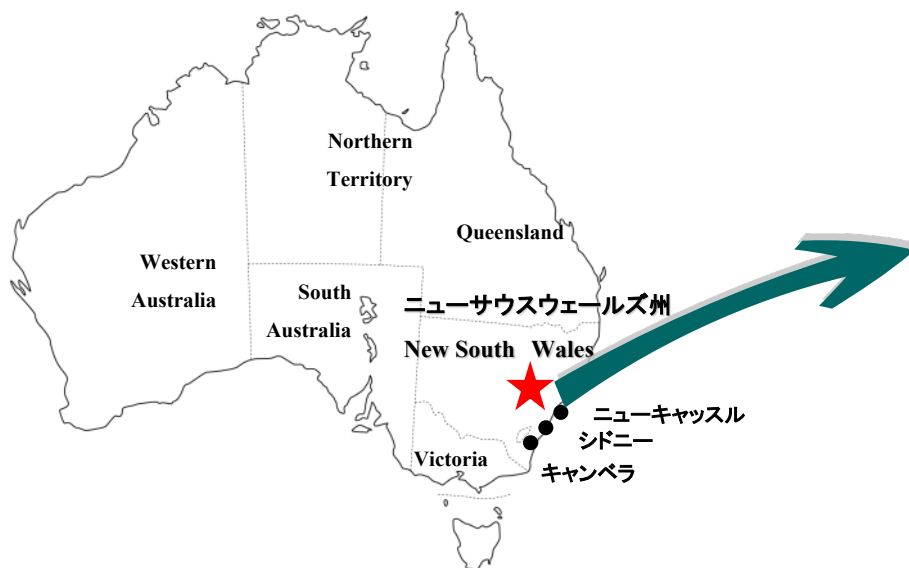 Northern
Territory
Queensland
Western
Australia
South
Australia
ニューサウスウェールズ州
New South Wales
ニューキャッスル
シドニー
Victoria
キャンベラ